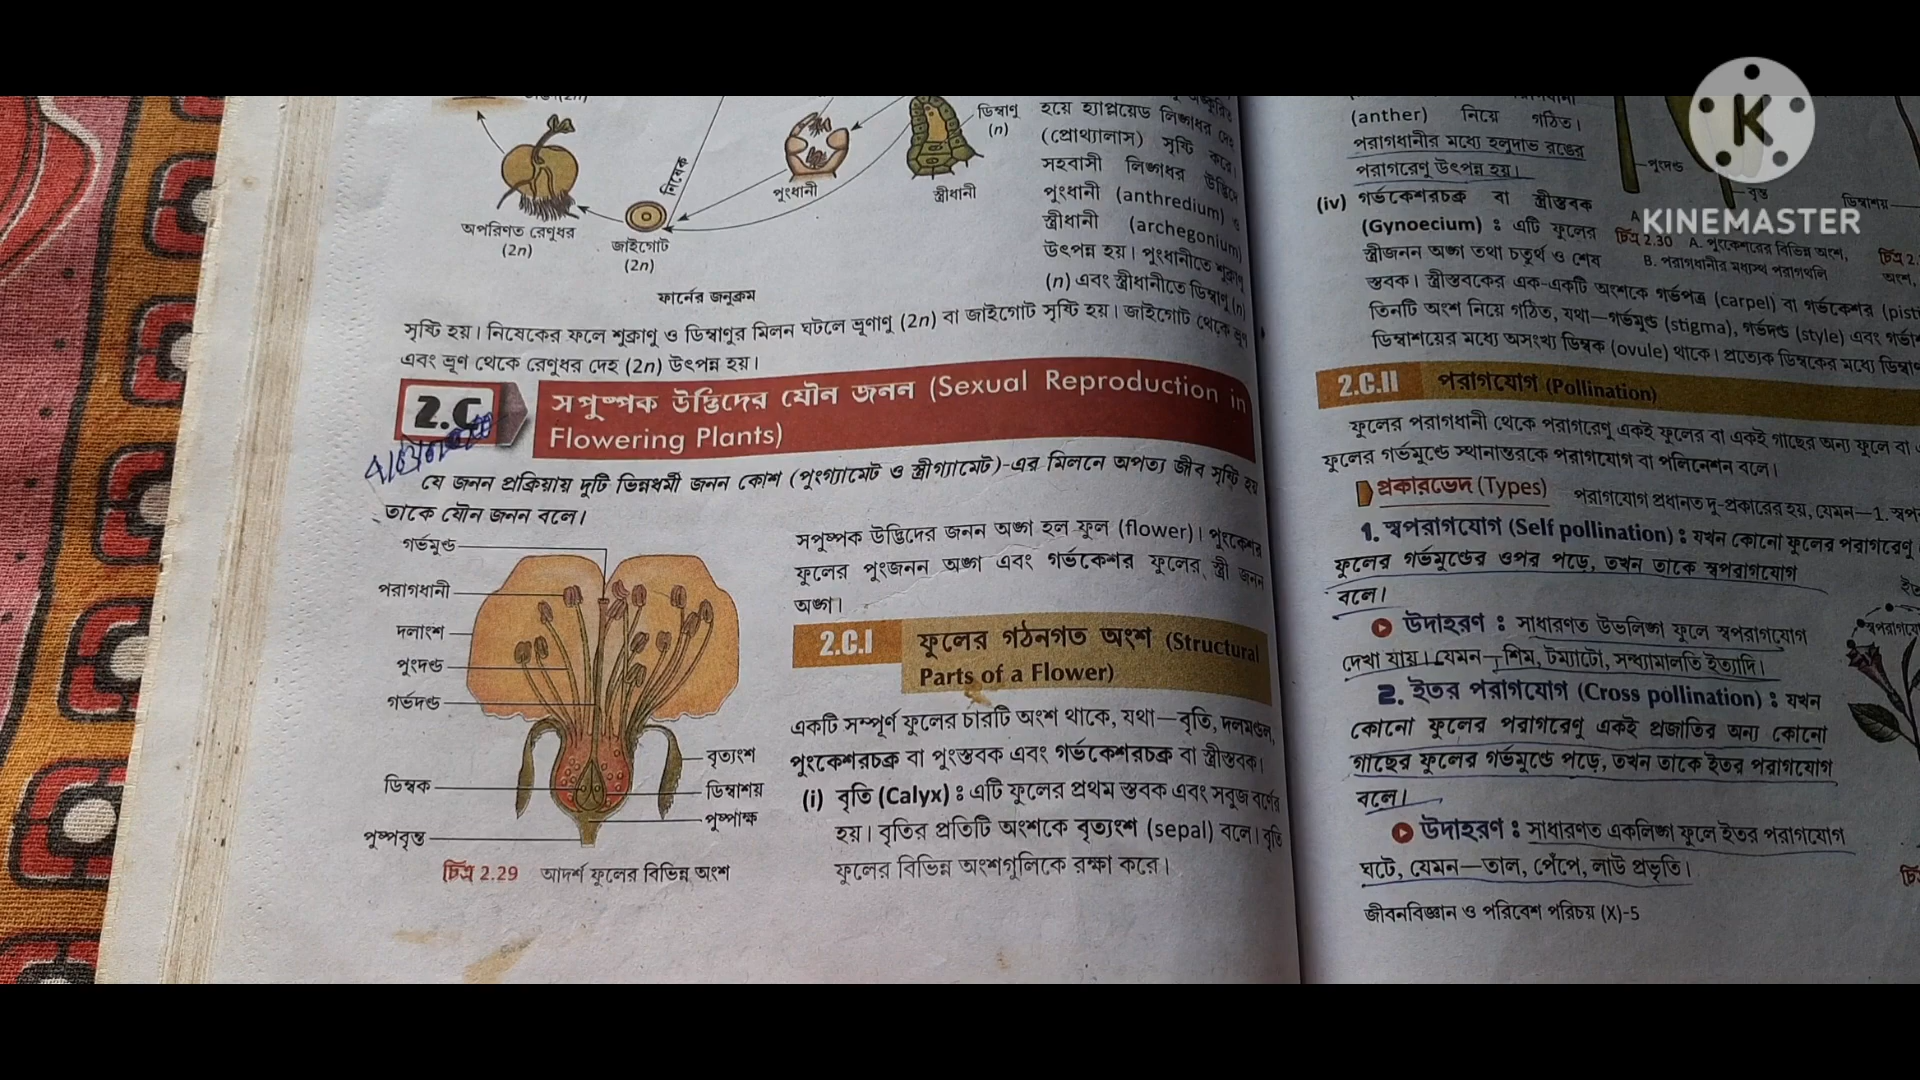 ডিম্বাণু
(n)
পুংধানী
স্ত্রীধানী
নিষেক
অপরিণত রেণুধর
(2n)
জাইগোট
(2n)
ফার্নের জনুক্রম
হয়ে হ্যাপ্লয়েড লিঙ্গধর দেহ
(প্রোথ্যালাস) সৃষ্টি করে।
সহবাসী লিঙ্গধর উদ্ভিদে
পুংধানী (anthredium) ও
স্ত্রীধানী (archegonium)
উৎপন্ন হয়। পুংধানীতে শুক্রাণু
(n) এবং স্ত্রীধানীতে ডিম্বাণু (n)
সৃষ্টি হয়। নিষেকের ফলে শুক্রাণু ও ডিম্বাণুর মিলন ঘটলে ভ্রূণাণু (2n) বা জাইগোট সৃষ্টি হয়। জাইগোট থেকে ভ্রূণ
এবং ভ্রূণ থেকে রেণুধর দেহ (2n) উৎপন্ন হয়।
2.C সপুষ্পক উদ্ভিদের যৌন জনন (Sexual Reproduction in
Flowering Plants)
যে জনন প্রক্রিয়ায় দুটি ভিন্নধর্মী জনন কোশ (পুংগ্যামেট ও স্ত্রীগ্যামেট)-এর মিলনে অপত্য জীব সৃষ্টি হয়
তাকে যৌন জনন বলে।
গর্ভমুণ্ড
পরাগধানী
দলাংশ
পুংদণ্ড
গর্ভদণ্ড
বৃত্যংশ
ডিম্বক
ডিম্বাশয়
পুষ্পাক্ষ
পুষ্পবৃন্ত
চিত্র 2.29 আদর্শ ফুলের বিভিন্ন অংশ
সপুষ্পক উদ্ভিদের জনন অঙ্গ হল ফুল (flower)। পুংকেশর
ফুলের পুংজনন অঙ্গ এবং গর্ভকেশর ফুলের স্ত্রী জনন
অঙ্গ।
2.C.I ফুলের গঠনগত অংশ (Structural
Parts of a Flower)
একটি সম্পূর্ণ ফুলের চারটি অংশ থাকে, যথা—বৃতি, দলমণ্ডল,
পুংকেশরচক্র বা পুংস্তবক এবং গর্ভকেশরচক্র বা স্ত্রীস্তবক।
(i) বৃতি (Calyx) : এটি ফুলের প্রথম স্তবক এবং সবুজ বর্ণের
হয়। বৃতির প্রতিটি অংশকে বৃত্যংশ (sepal) বলে। বৃতি
ফুলের বিভিন্ন অংশগুলিকে রক্ষা করে।
(anther) নিয়ে গঠিত।
পরাগধানীর মধ্যে হলুদাভ রঙের
পরাগরেণু উৎপন্ন হয়।
(iv) গর্ভকেশরচক্র বা স্ত্রীস্তবক
(Gynoecium) : এটি ফুলের
স্ত্রীজনন অঙ্গ তথা চতুর্থ ও শেষ
স্তবক। স্ত্রীস্তবকের এক-একটি অংশকে গর্ভপত্র (carpel) বা গর্ভকেশর
তিনটি অংশ নিয়ে গঠিত, যথা—গর্ভমুণ্ড (stigma), গর্ভদণ্ড (style) এবং
ডিম্বাশয়ের মধ্যে অসংখ্য ডিম্বক (ovule) থাকে। প্রত্যেক ডিম্বকের মধ্যে
পুংদণ্ড
বৃন্ত
ডিম্বাশয়
চিত্র 2.30 A. পুংকেশরের বিভিন্ন অংশ,
B. পরাগধানীর মধ্যস্থ পরাগথলি
অংশ,
KINEMASTER
2.C.II পরাগযোগ (Pollination)
ফুলের পরাগধানী থেকে পরাগরেণু একই ফুলের বা একই গাছের অন্য ফুলে বা
ফুলের গর্ভমুণ্ডে স্থানান্তরকে পরাগযোগ বা পলিনেশন বলে।
প্রকারভেদ (Types) পরাগযোগ প্রধানত দু-প্রকারের হয়, যেমন—1.
1. স্বপরাগযোগ (Self pollination) : যখন কোনো ফুলের পরাগরেণু
ফুলের গর্ভমুণ্ডের ওপর পড়ে, তখন তাকে স্বপরাগযোগ
বলে।
উদাহরণ : সাধারণত উভলিঙ্গ ফুলে স্বপরাগযোগ
দেখা যায়। যেমন—শিম, টম্যাটো, সন্ধ্যামালতি ইত্যাদি।
2. ইতর পরাগযোগ (Cross pollination) : যখন
কোনো ফুলের পরাগরেণু একই প্রজাতির অন্য কোনো
গাছের ফুলের গর্ভমুণ্ডে পড়ে, তখন তাকে ইতর পরাগযোগ
বলে।
উদাহরণ : সাধারণত একলিঙ্গ ফুলে ইতর পরাগযোগ
ঘটে, যেমন—তাল, পেঁপে, লাউ প্রভৃতি।
জীবনবিজ্ঞান ও পরিবেশ পরিচয় (X)-5